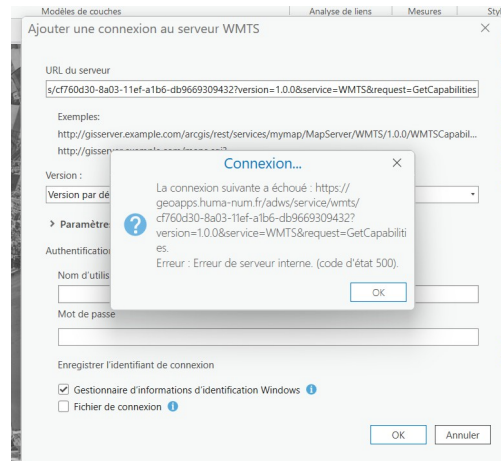 Modèles de couches Analyse de liens Mesures
Ajouter une connexion au serveur WMTS
URL du serveur
s/cf760d30-8a03-11ef-a1b6-db9669309432?version=1.0.0&service=WMTS&request=GetCapabilities
Exemples:
http://gisserver.example.com/arcgis/rest/services/mymap/MapServer/WMTS/1.0.0/WMTSCapabil...
Version :
Version par dé
Paramètre
Authentification
Nom d'utilis
Mot de passe
Connexion...
La connexion suivante a échoué : https://
geoapps.huma-num.fr/adws/service/wmts/
cf760d30-8a03-11ef-a1b6-db9669309432?
version=1.0.0&service=WMTS&request=GetCapabiliti
es.
Erreur : Erreur de serveur interne. (code d'état 500).
OK
Enregistrer l'identifiant de connexion
Gestionnaire d'informations d'identification Windows
Fichier de connexion
OK Annuler